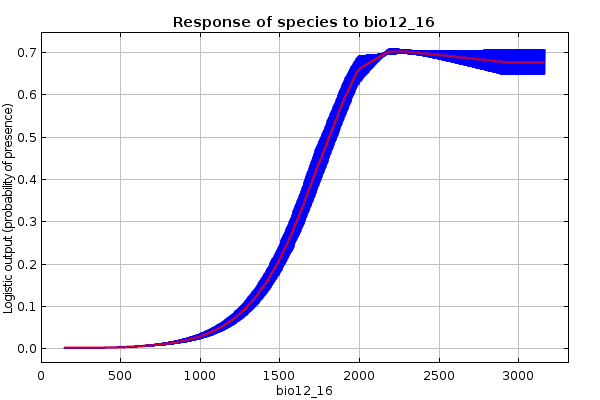 Response of species to bio12_16
Logistic output (probability of presence)
0.7
0.6
0.5
0.4
0.3
0.2
0.1
0.0
0 500 1000 1500 2000 2500 3000
bio12_16